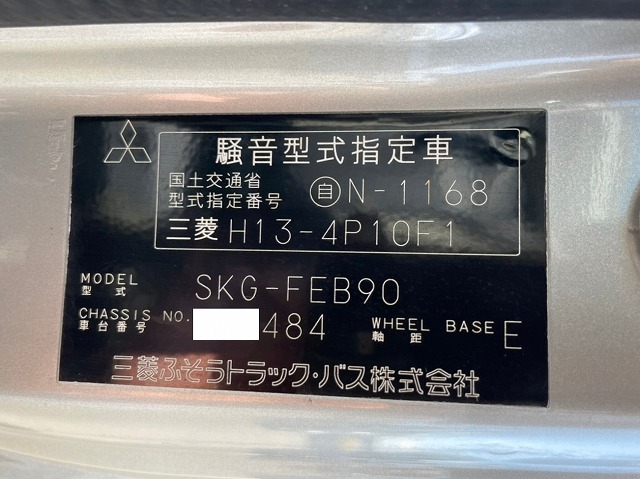 騒音型式指定車
国土交通省
型式指定番号 自 N-1168
三菱 H13-4P10F1
MODEL
型式 SKG-FEB90
CHASSIS NO.
車台番号 484 WHEEL BASE
軸距 E
三菱ふそうトラック・バス株式会社